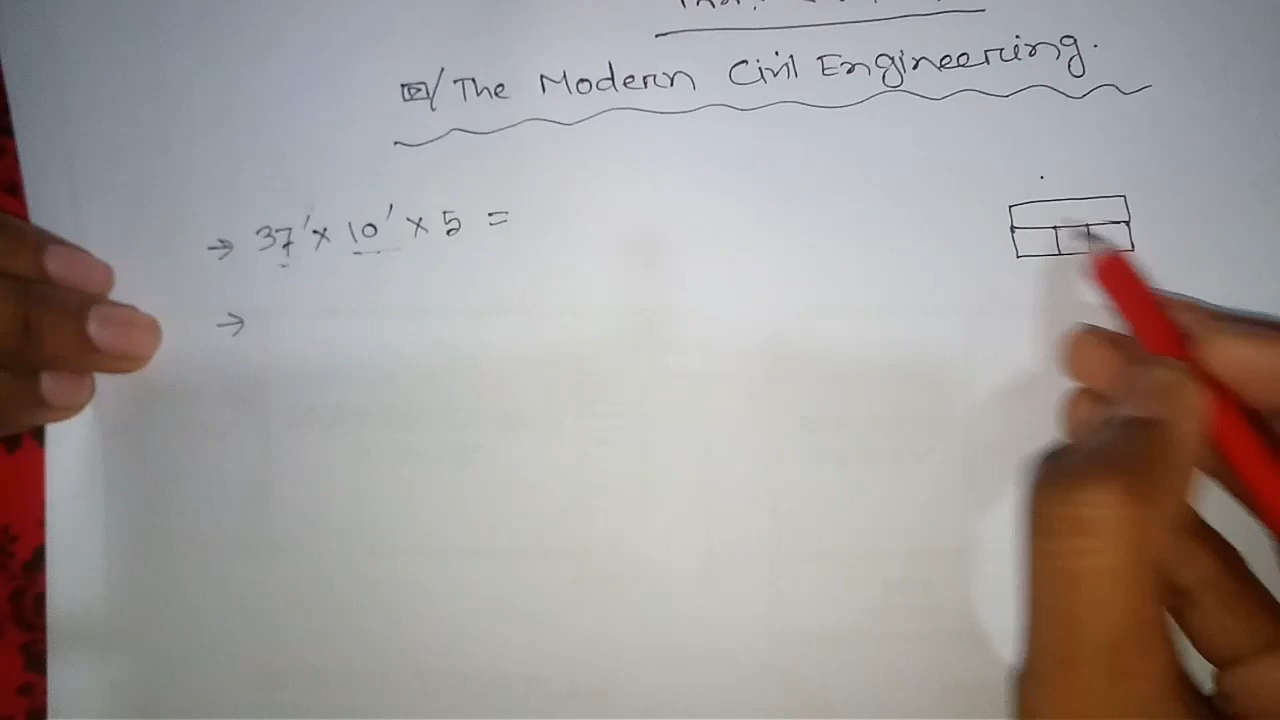 The Modern Civil Engineering.
→ 37' × 10' × 5 =
→